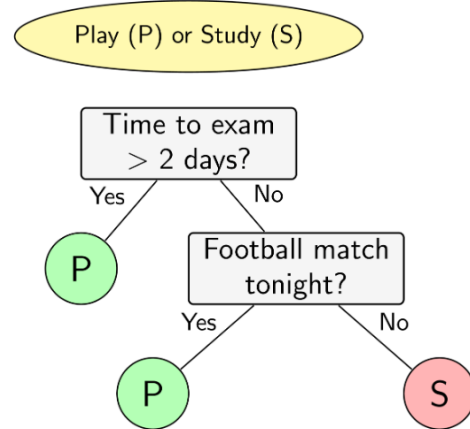 Play (P) or Study (S)
Time to exam
> 2 days?
Yes
No
P
Football match
tonight?
Yes
No
P
S